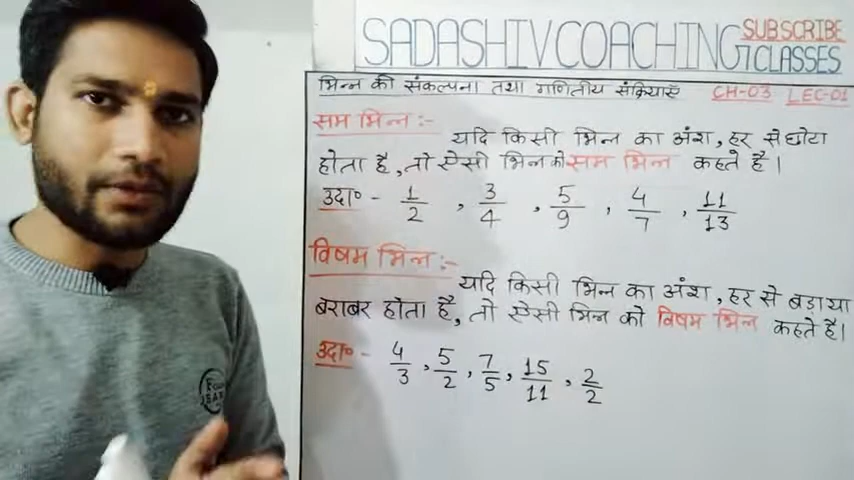 SADASHIV COACHING CLASSES
SUBSCRIBE
भिन्न की संकल्पना तथा गणितीय संक्रियाएँ CH-03 LEC-01
सम भिन्न :-
यदि किसी भिन्न का अंश, हर से छोटा
होता है, तो ऐसी भिन्न को सम भिन्न कहते है।
उदा० - 1/2, 3/4, 5/9, 4/7, 11/13
विषम भिन्न :-
यदि किसी भिन्न का अंश, हर से बडा या
बराबर होता है, तो ऐसी भिन्न को विषम भिन्न कहते है।
उदा० - 4/3, 5/2, 7/5, 15/11, 2/2